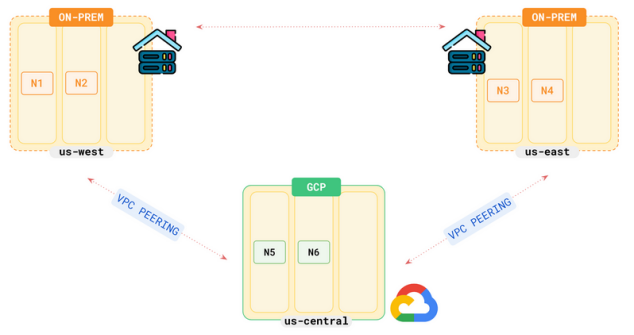 ON-PREM
N1
N2
us-west
ON-PREM
N3
N4
us-east
VPC PEERING
VPC PEERING
GCP
N5
N6
us-central